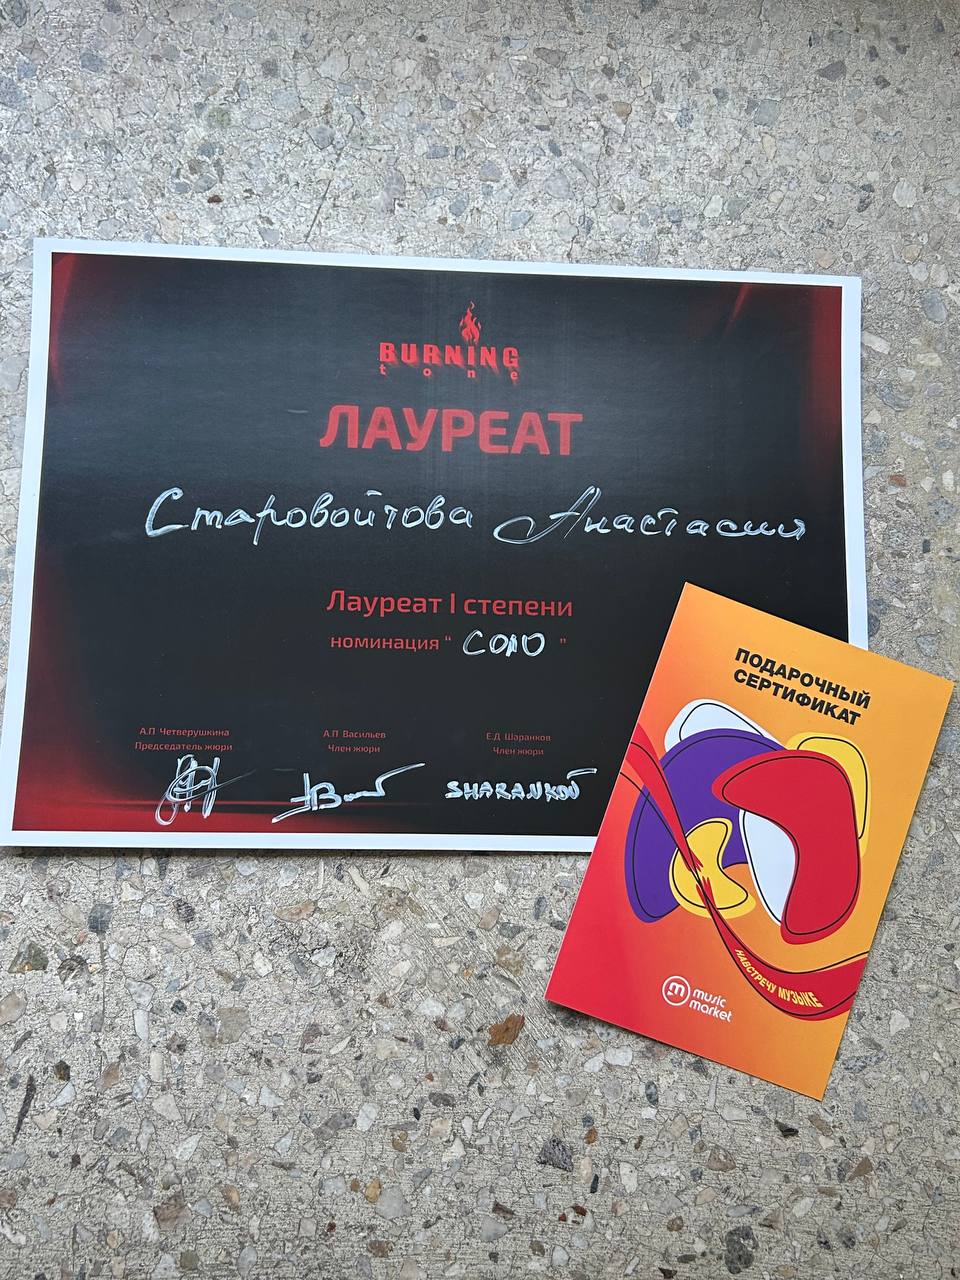 BURNING
tone
ЛАУРЕАТ
Старовойтова Анастасия
Лауреат I степени
номинация " СОЛО "
А.П Четверушкина
Председатель жюри
А.П Васильев
Член жюри
Е.Д Шаранков
Член жюри
SHARANKOV
ПОДАРОЧНЫЙ
СЕРТИФИКАТ
НАВСТРЕЧУ МУЗЫКЕ
m
music
market